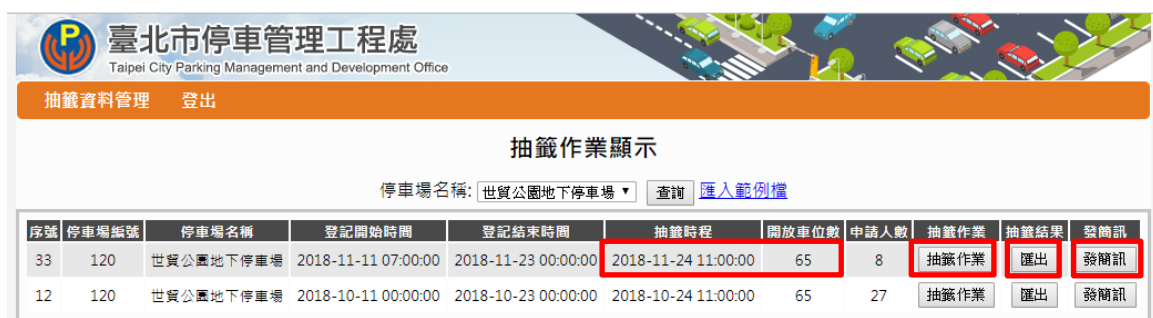 臺北市停車管理工程處
Taipei City Parking Management and Development Office
抽籤資料管理 登出
抽籤作業顯示
停車場名稱: 世貿公園地下停車場 查詢 匯入範例檔
序號 停車場編號 停車場名稱 登記開始時間 登記結束時間 抽籤時程 開放車位數 申請人數 抽籤作業 抽籤結果 發簡訊
33 120 世貿公園地下停車場 2018-11-11 07:00:00 2018-11-23 00:00:00 2018-11-24 11:00:00 65 8 抽籤作業 匯出 發簡訊
12 120 世貿公園地下停車場 2018-10-11 00:00:00 2018-10-23 00:00:00 2018-10-24 11:00:00 65 27 抽籤作業 匯出 發簡訊